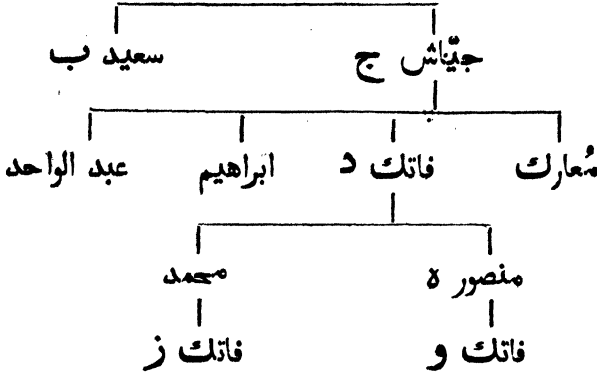 جيّاش ج سعيد ب
مُعارك فاتك د ابراهيم عبد الواحد
منصور ه محمد
فاتك و فاتك ز